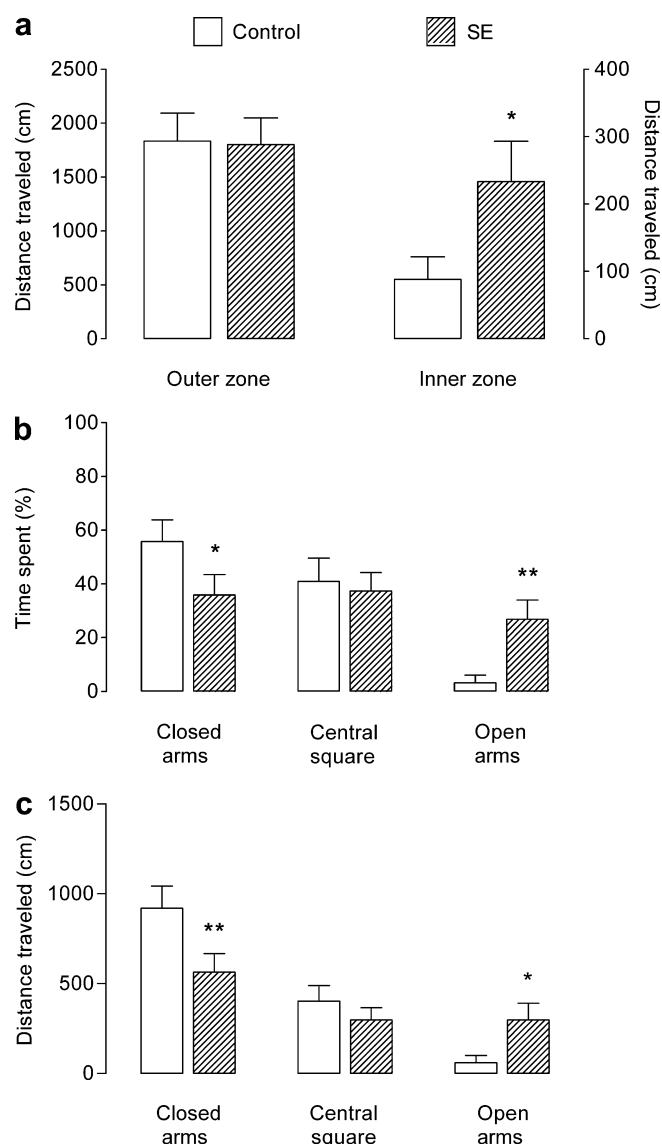 a
Control
SE
2500
2000
1500
1000
500
0
Distance traveled (cm)
400
300
200
100
0
Distance traveled (cm)
*
Outer zone
Inner zone
b
100
80
60
40
20
0
Time spent (%)
*
**
Closed arms
Central square
Open arms
c
1500
1000
500
0
Distance traveled (cm)
**
*
Closed arms
Central square
Open arms